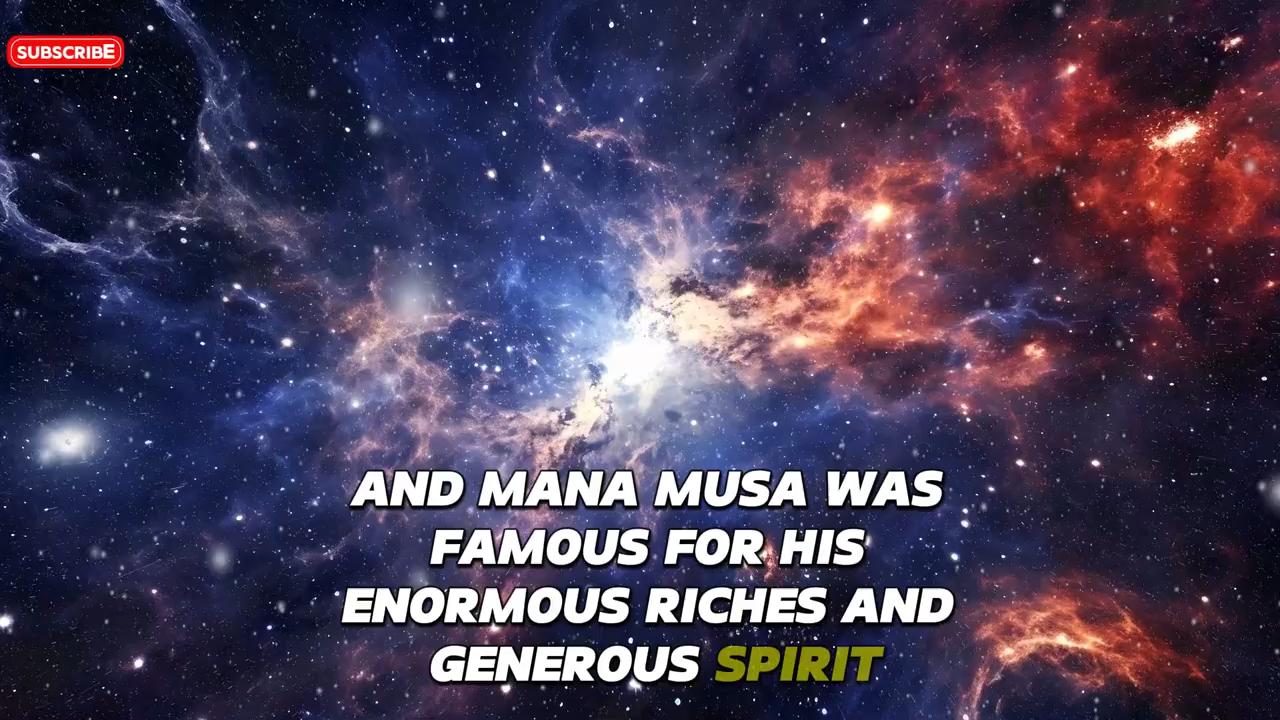 SUBSCRIBE
AND MANA MUSA WAS
FAMOUS FOR HIS
ENORMOUS RICHES AND
GENEROUS SPIRIT